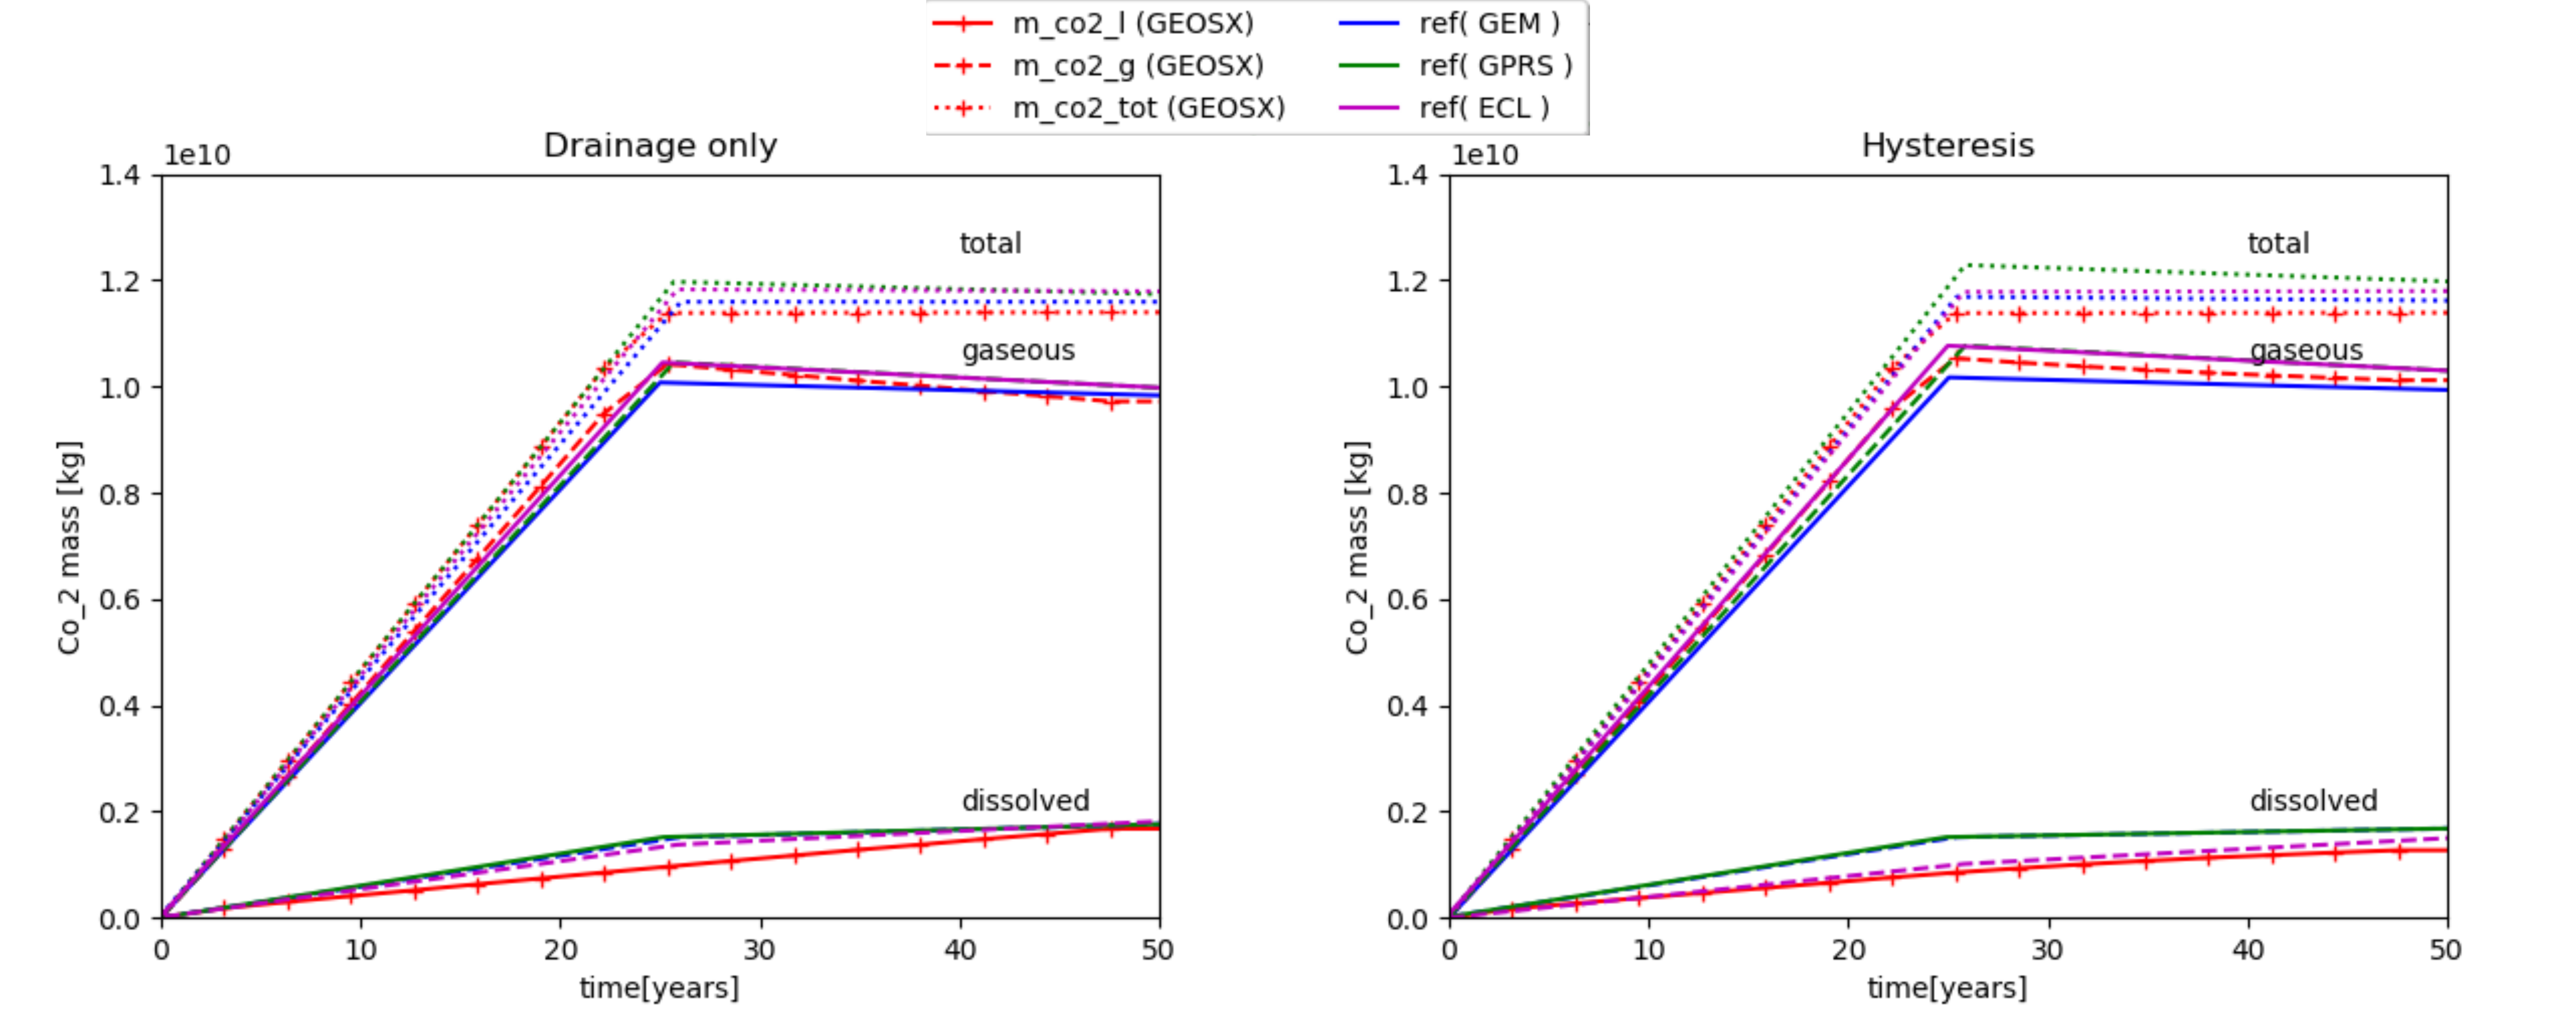 m_co2_l (GEOSX) ref( GEM )
m_co2_g (GEOSX) ref( GPRS )
m_co2_tot (GEOSX) ref( ECL )
Drainage only
1e10
1.4
1.2
1.0
0.8
0.6
0.4
0.2
0.0
Co_2 mass [kg]
total
gaseous
dissolved
0 10 20 30 40 50
time[years]
Hysteresis
1e10
1.4
1.2
1.0
0.8
0.6
0.4
0.2
0.0
Co_2 mass [kg]
total
gaseous
dissolved
0 10 20 30 40 50
time[years]